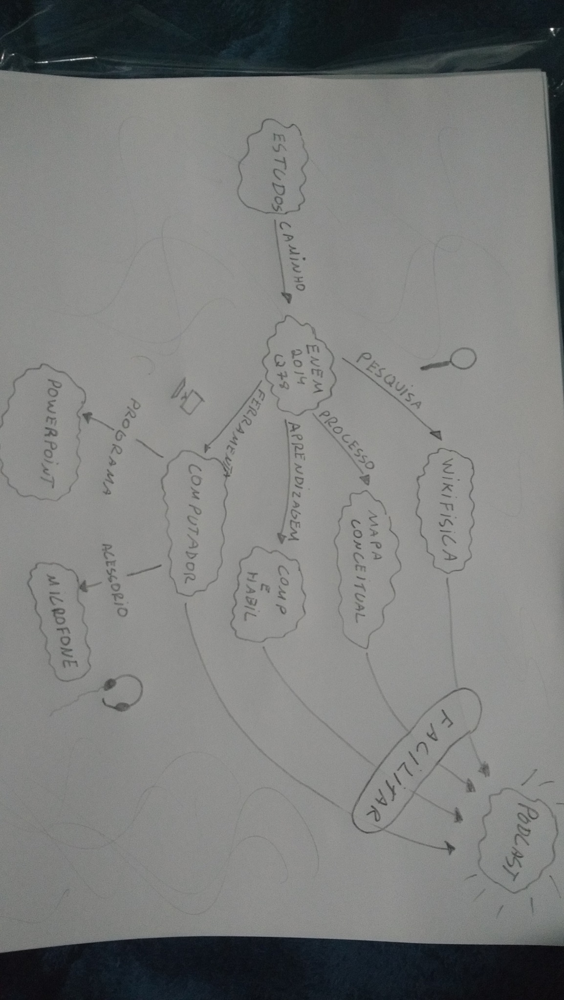 ESTUDOS
CAMINHO
ENEM
2014
Q78
PESQUISA
WIKIFISICA
PROCESSO
MAPA
CONCEITUAL
APRENDIZAGEM
COMP
E
HABIL
FERRAMENTA
COMPUTADOR
PROGRAMA
POWERPOINT
ACESSORIO
MICROFONE
FACILITAR
PODCAST